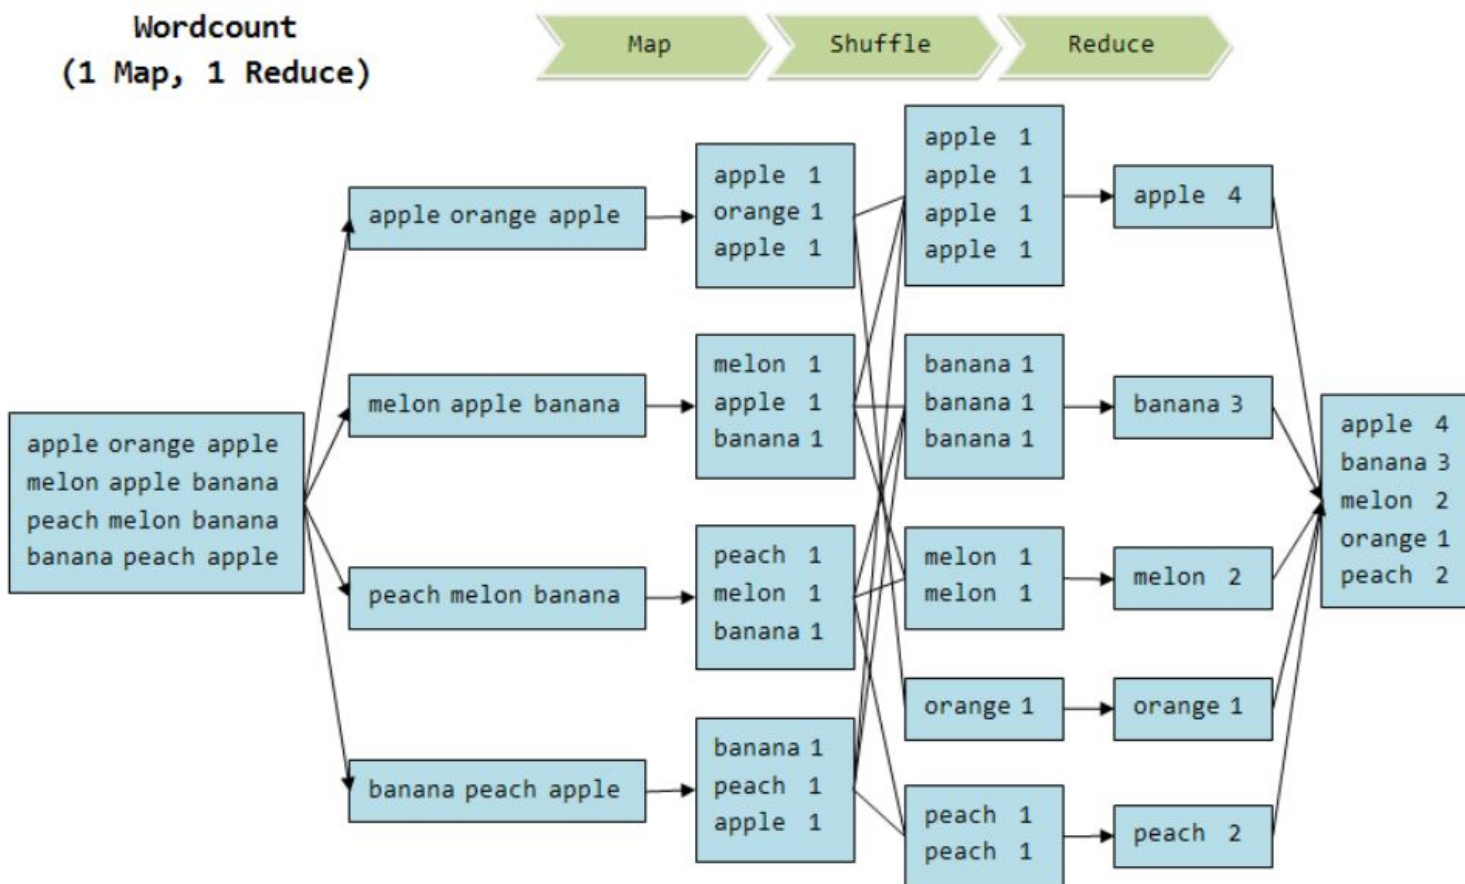 Wordcount
(1 Map, 1 Reduce)
Map
Shuffle
Reduce
apple orange apple
melon apple banana
peach melon banana
banana peach apple
apple orange apple
melon apple banana
peach melon banana
banana peach apple
apple 1
orange 1
apple 1
melon 1
apple 1
banana 1
peach 1
melon 1
banana 1
banana 1
peach 1
apple 1
apple 1
apple 1
apple 1
apple 1
banana 1
banana 1
banana 1
melon 1
melon 1
orange 1
peach 1
peach 1
apple 4
banana 3
melon 2
orange 1
peach 2
apple 4
banana 3
melon 2
orange 1
peach 2